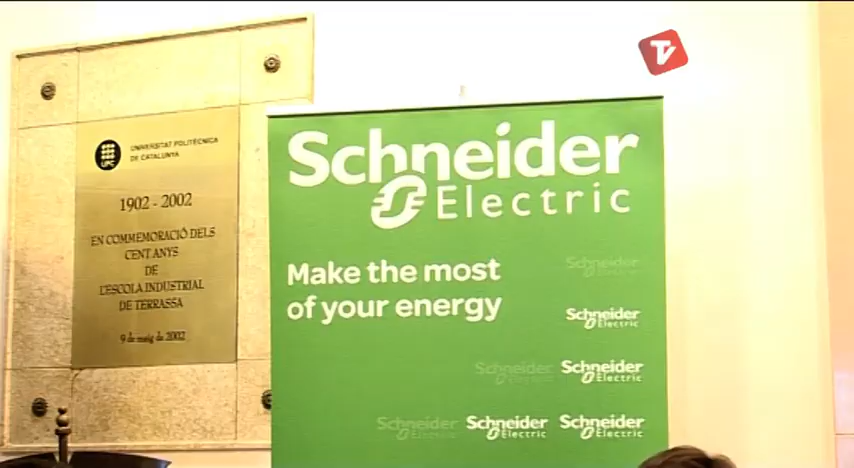 UPC
UNIVERSITAT POLITÈCNICA
DE CATALUNYA
1902 - 2002
EN COMMEMORACIÓ DELS
CENT ANYS
DE
L'ESCOLA INDUSTRIAL
DE TERRASSA
9 de maig de 2002
TV
Schneider
Electric
Make the most
of your energy
Schneider
Electric
Schneider
Electric
Schneider Schneider
Electric Electric
Schneider Schneider Schneider
Electric Electric Electric